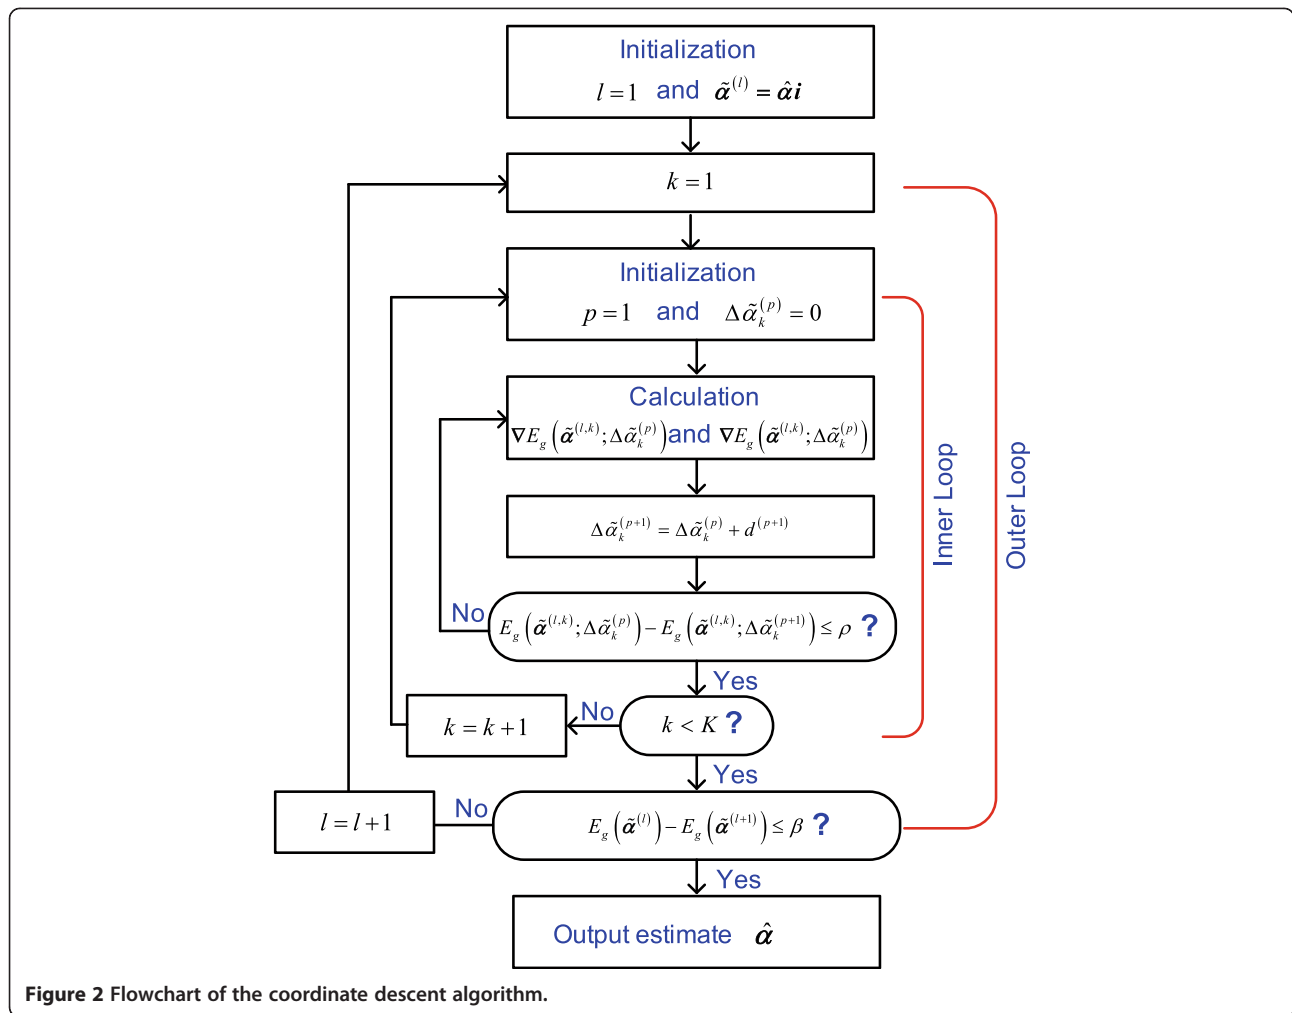 Initialization
l = 1 and α̃^(l) = α̂i
k = 1
Initialization
p = 1 and Δα̃_k^(p) = 0
Calculation
∇E_g(α̃^(l,k); Δα̃_k^(p)) and ∇E_g(α̃^(l,k); Δα̃_k^(p))
Δα̃_k^(p+1) = Δα̃_k^(p) + d^(p+1)
No
E_g(α̃^(l,k); Δα̃_k^(p)) − E_g(α̃^(l,k); Δα̃_k^(p+1)) ≤ ρ ?
Yes
k = k + 1
No
k < K ?
Yes
l = l + 1
No
E_g(α̃^(l)) − E_g(α̃^(l+1)) ≤ β ?
Yes
Output estimate α̂
Inner Loop
Outer Loop
Figure 2 Flowchart of the coordinate descent algorithm.